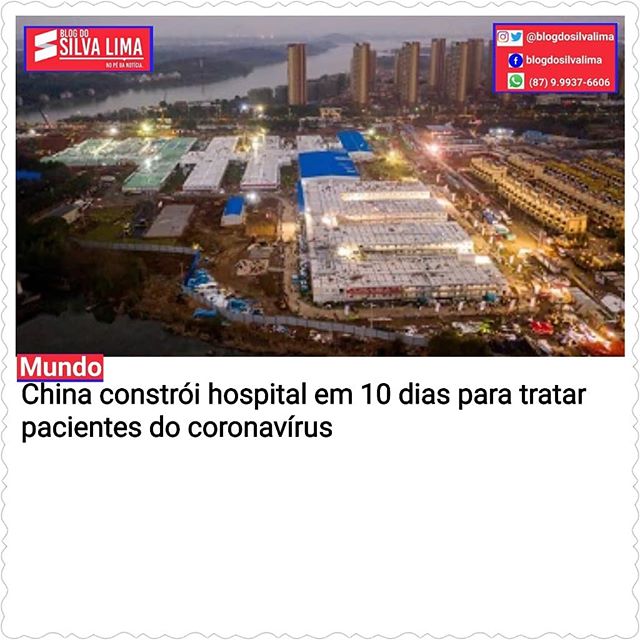 BLOG DO
SILVA LIMA
NO PÉ DA NOTÍCIA.
@blogdosilvalima
blogdosilvalima
(87) 9.9937-6606
Mundo
China constrói hospital em 10 dias para tratar
pacientes do coronavírus